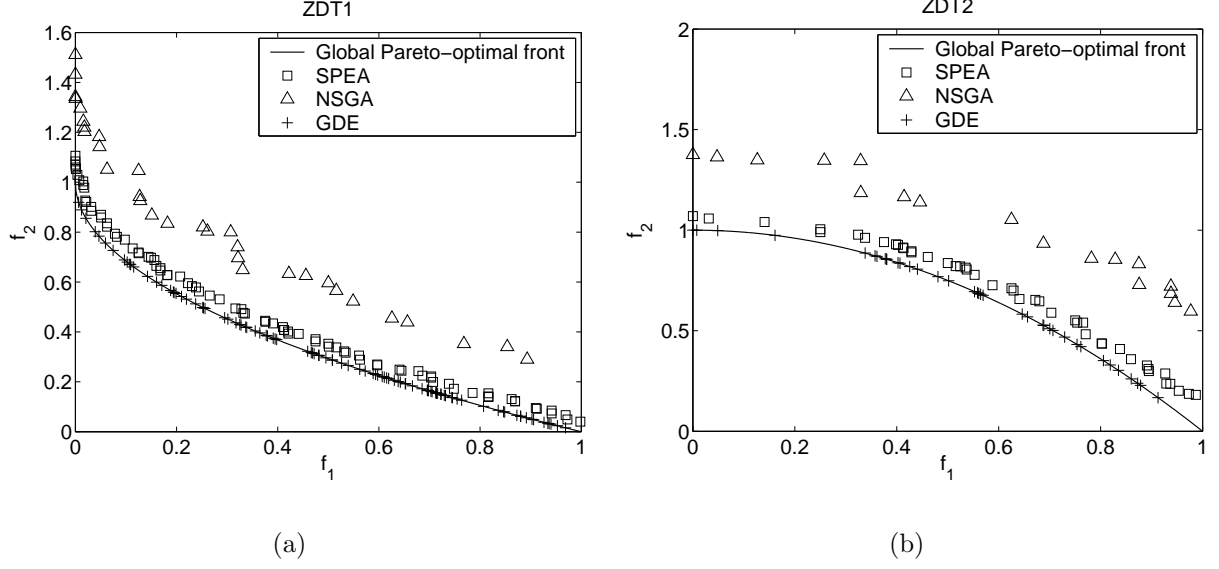 ZDT1
1.6
1.4
1.2
1
0.8
0.6
0.4
0.2
0
f2
0 0.2 0.4 0.6 0.8 1
f1
Global Pareto−optimal front
SPEA
NSGA
GDE
(a)
ZDT2
2
1.5
1
0.5
0
f2
0 0.2 0.4 0.6 0.8 1
f1
Global Pareto−optimal front
SPEA
NSGA
GDE
(b)